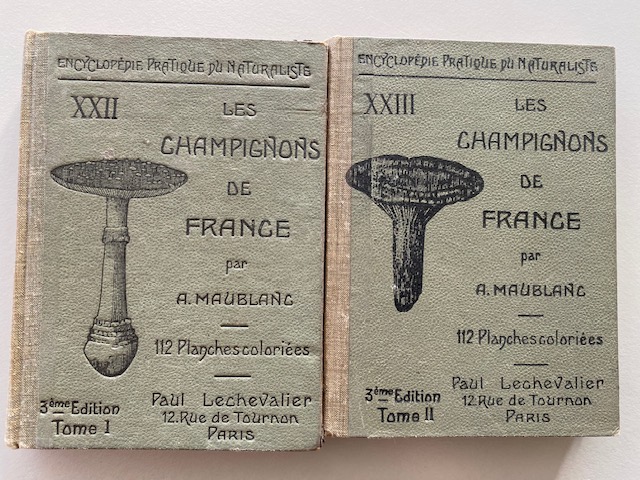 ENCYCLOPÉDIE PRATIQUE DU NATURALISTE
XXII
LES
CHAMPIGNONS
DE
FRANCE
par
A. MAUBLANC
112 Planches coloriées
3ème Edition
Tome I
Paul Lechevalier
12. Rue de Tournon
PARIS
ENCYCLOPÉDIE PRATIQUE DU NATURALISTE
XXIII
LES
CHAMPIGNONS
DE
FRANCE
par
A. MAUBLANC
112 Planches coloriées
3ème Edition
Tome II
Paul Lechevalier
12. Rue de Tournon
PARIS